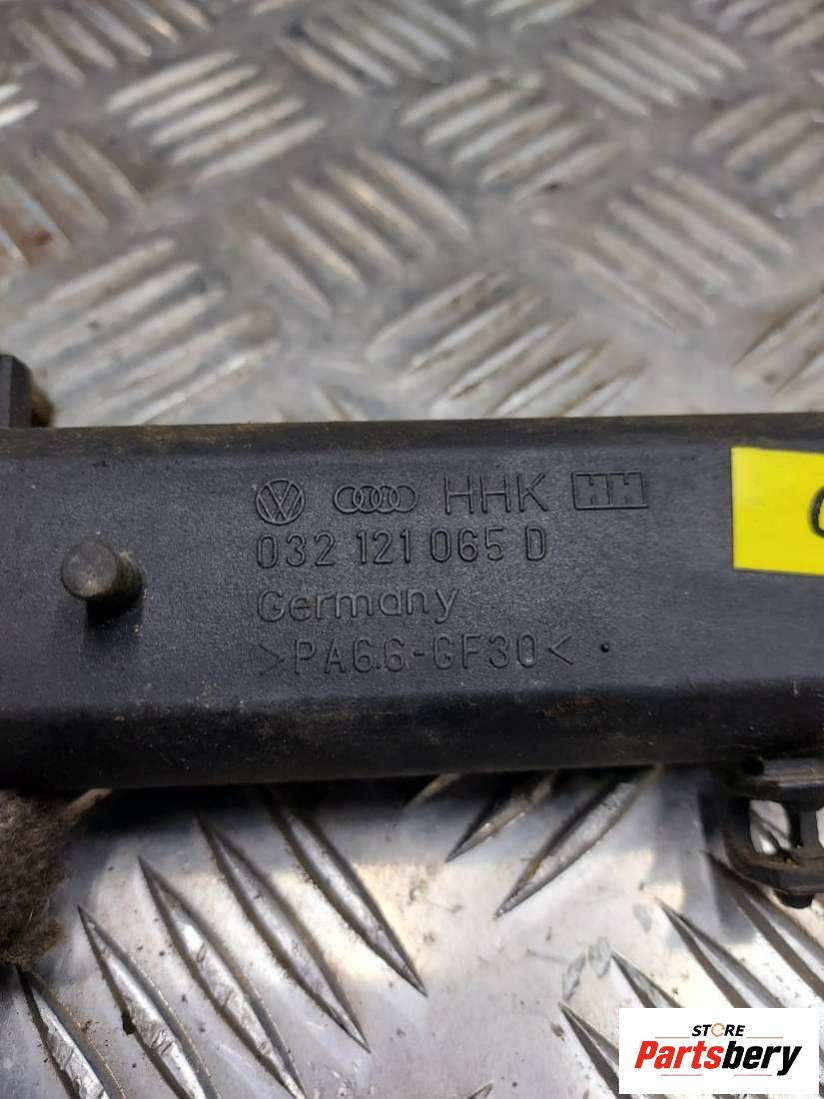 HHK HH
032 121 065 D
Germany
>PA6.6-GF30<
STORE
Partsbery